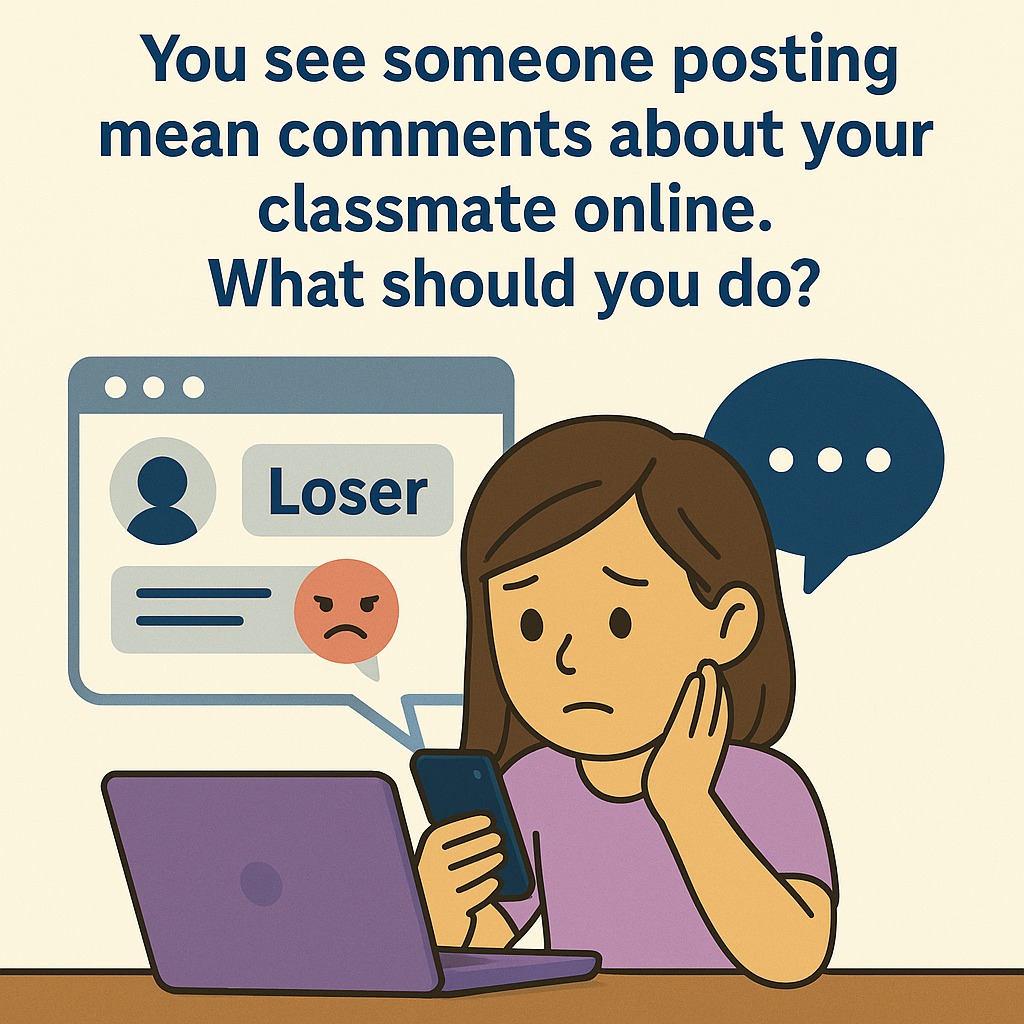 You see someone posting
mean comments about your
classmate online.
What should you do?
Loser